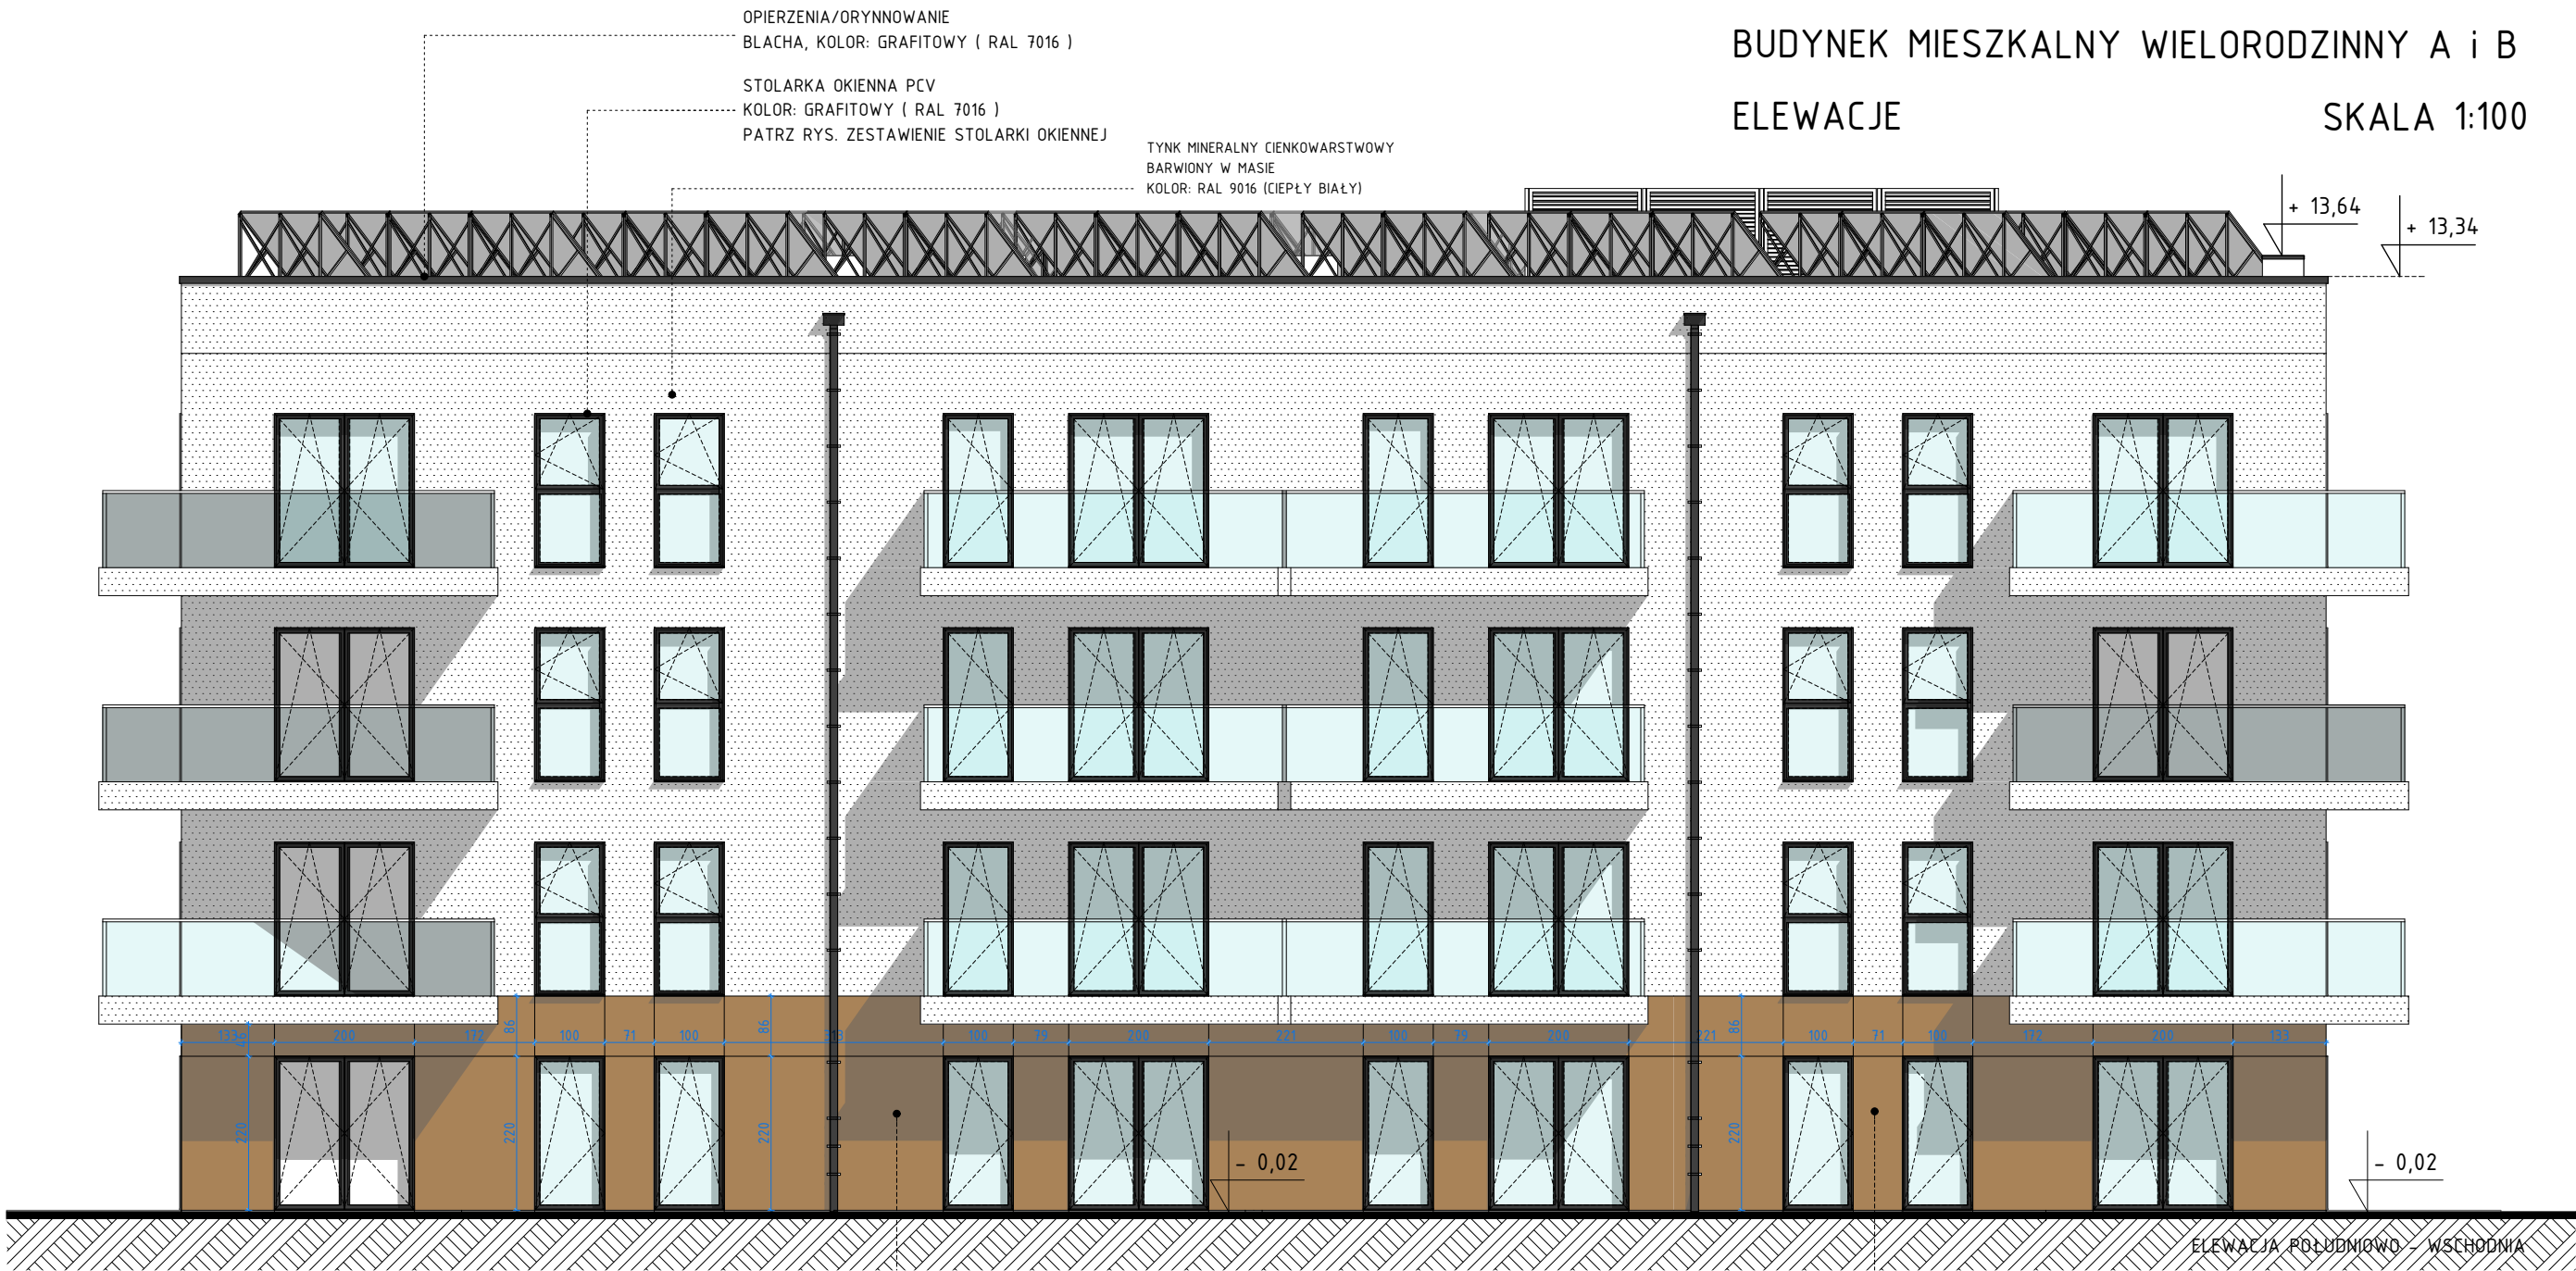 OPIERZENIA/ORYNNOWANIE
BLACHA, KOLOR: GRAFITOWY ( RAL 7016 )
STOLARKA OKIENNA PCV
KOLOR: GRAFITOWY ( RAL 7016 )
PATRZ RYS. ZESTAWIENIE STOLARKI OKIENNEJ
TYNK MINERALNY CIENKOWARSTWOWY
BARWIONY W MASIE
KOLOR: RAL 9016 (CIEPŁY BIAŁY)
BUDYNEK MIESZKALNY WIELORODZINNY A i B
ELEWACJE SKALA 1:100
+ 13,64
+ 13,34
86 86 86
133 46 200 172 100 71 100 313 100 79 200 221 100 79 200 221 100 71 100 172 200 133
220 220 220 220
- 0,02 - 0,02
ELEWACJA POŁUDNIOWO - WSCHODNIA